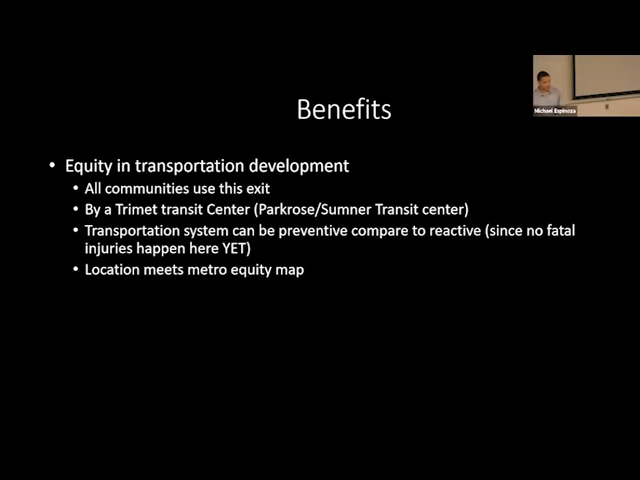 Benefits
Michael Espinoza
• Equity in transportation development
• All communities use this exit
• By a Trimet transit Center (Parkrose/Sumner Transit center)
• Transportation system can be preventive compare to reactive (since no fatal
injuries happen here YET)
• Location meets metro equity map